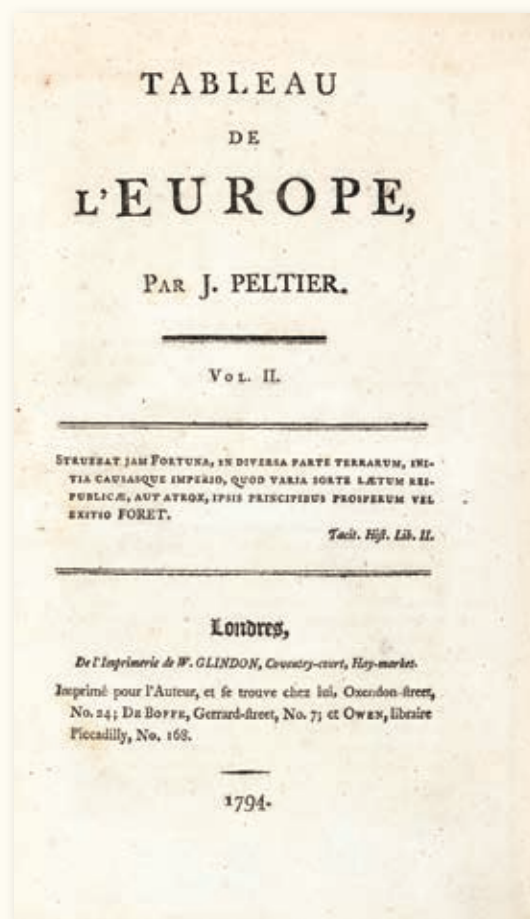 TABLEAU
DE
L'EUROPE,
PAR J. PELTIER.
VOL. II.
STRUEBAT JAM FORTUNA, IN DIVERSA PARTE TERRARUM, INI-
TIA CAUSASQUE IMPERIO, QUOD VARIA SORTE LÆTUM REI-
PUBLICÆ, AUT ATROX, IPSIS PRINCIPIBUS PROSPERUM VEL
EXITIO FORET.
Tacit. Hiſt. Lib. II.
Londres,
De l'Imprimerie de W. GLINDON, Coventry-court, Hay-market.
Imprimé pour l'Auteur, et ſe trouve chez lui, Oxendon-ſtreet,
No. 24; DE BOFFE, Gerrard-ſtreet, No. 7; et OWEN, libraire
Piccadilly, No. 168.
1794.